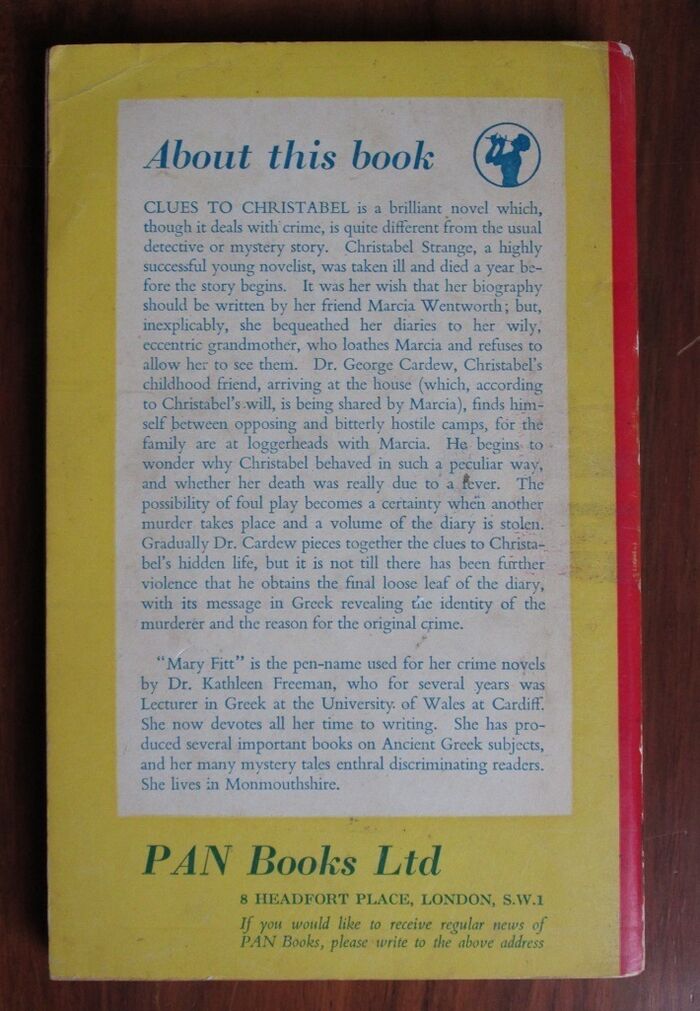 About this book
CLUES TO CHRISTABEL is a brilliant novel which,
though it deals with crime, is quite different from the usual
detective or mystery story. Christabel Strange, a highly
successful young novelist, was taken ill and died a year be-
fore the story begins. It was her wish that her biography
should be written by her friend Marcia Wentworth; but,
inexplicably, she bequeathed her diaries to her wily,
eccentric grandmother, who loathes Marcia and refuses to
allow her to see them. Dr. George Cardew, Christabel's
childhood friend, arriving at the house (which, according
to Christabel's will, is being shared by Marcia), finds him-
self between opposing and bitterly hostile camps, for the
family are at loggerheads with Marcia. He begins to
wonder why Christabel behaved in such a peculiar way,
and whether her death was really due to a fever. The
possibility of foul play becomes a certainty when another
murder takes place and a volume of the diary is stolen.
Gradually Dr. Cardew pieces together the clues to Christa-
bel's hidden life, but it is not till there has been further
violence that he obtains the final loose leaf of the diary,
with its message in Greek revealing the identity of the
murderer and the reason for the original crime.
"Mary Fitt" is the pen-name used for her crime novels
by Dr. Kathleen Freeman, who for several years was
Lecturer in Greek at the University of Wales at Cardiff.
She now devotes all her time to writing. She has pro-
duced several important books on Ancient Greek subjects,
and her many mystery tales enthral discriminating readers.
She lives in Monmouthshire.
PAN Books Ltd
8 HEADFORT PLACE, LONDON, S.W.1
If you would like to receive regular news of
PAN Books, please write to the above address